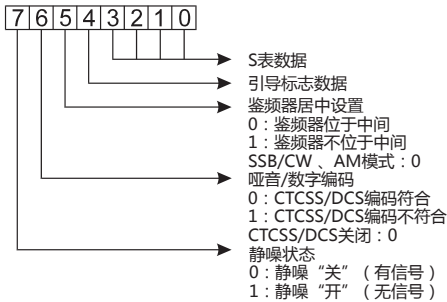 7 6 5 4 3 2 1 0
S表数据
引导标志数据
鉴频器居中设置
0：鉴频器位于中间
1：鉴频器不位于中间
SSB/CW 、AM模式：0
哑音/数字编码
0：CTCSS/DCS编码符合
1：CTCSS/DCS编码不符合
CTCSS/DCS关闭：0
静噪状态
0：静噪“关”（有信号）
1：静噪“开”（无信号）